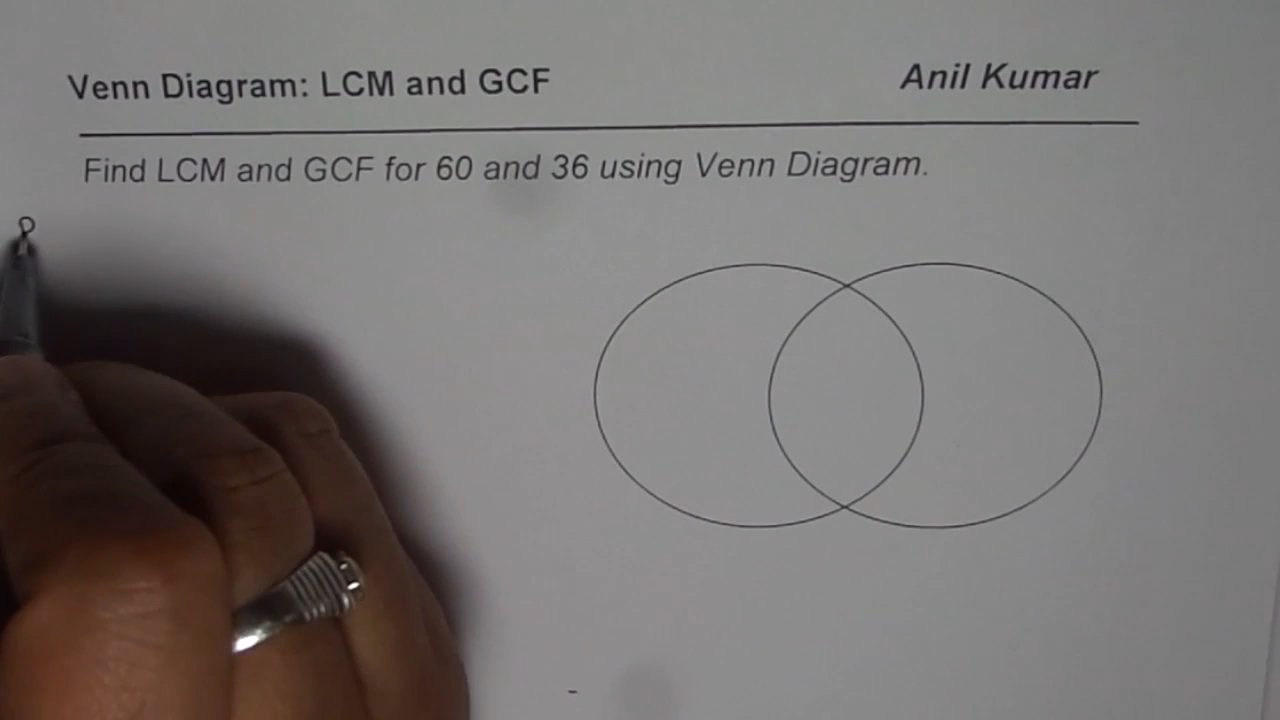 Venn Diagram: LCM and GCF Anil Kumar
Find LCM and GCF for 60 and 36 using Venn Diagram.
P